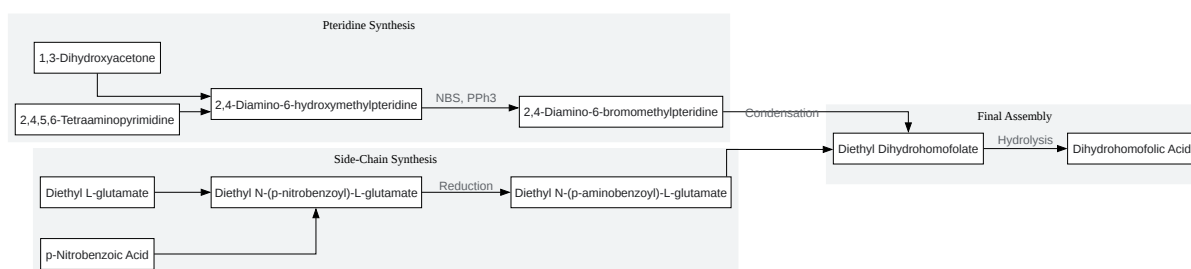 Pteridine Synthesis
1,3-Dihydroxyacetone
2,4,5,6-Tetraaminopyrimidine
2,4-Diamino-6-hydroxymethylpteridine
NBS, PPh3
2,4-Diamino-6-bromomethylpteridine
Condensation
Final Assembly
Diethyl Dihydrohomofolate
Hydrolysis
Dihydrohomofolic Acid
Side-Chain Synthesis
Diethyl L-glutamate
Diethyl N-(p-nitrobenzoyl)-L-glutamate
Reduction
Diethyl N-(p-aminobenzoyl)-L-glutamate
p-Nitrobenzoic Acid